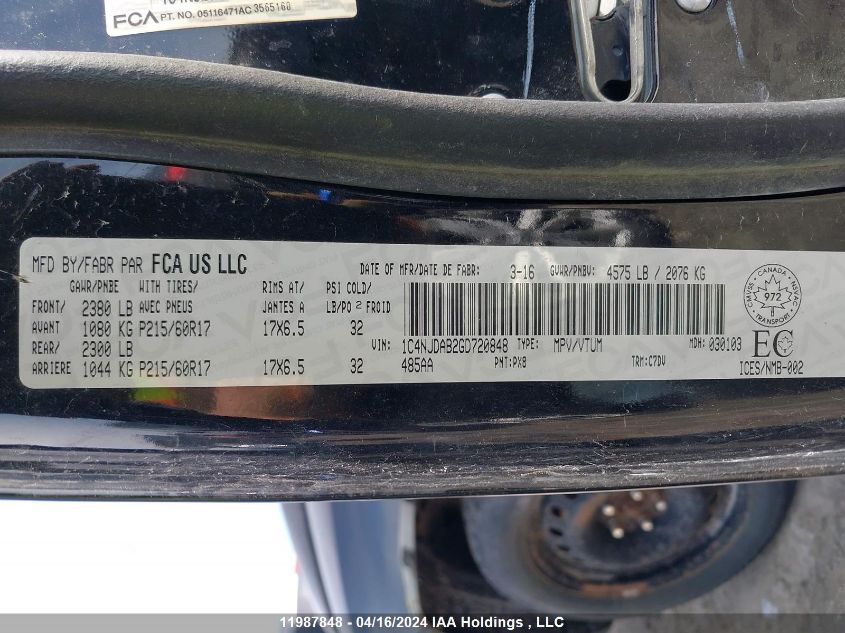 FCA PT. NO. 05116471AC 3565160
MFD BY/FABR PAR FCA US LLC
DATE OF MFR/DATE DE FABR: 3-16 GVWR/PNBV: 4575 LB / 2076 KG
GAWR/PNBE WITH TIRES/ RIMS AT/ PSI COLD/
FRONT/ 2380 LB AVEC PNEUS JANTES A LB/PO 2 FROID
AVANT 1080 KG P215/60R17 17X6.5 32
REAR/ 2300 LB
ARRIERE 1044 KG P215/60R17 17X6.5 32
VIN: 1C4NJDAB2GD720848 TYPE: MPV/VTUM MDH: 030103
485AA PNT: PX8 TRM: C7DV
CMVSS CANADA NSVAC
972
TRANSPORT
EC
ICES/NMB-002
11987848 - 04/16/2024 IAA Holdings , LLC